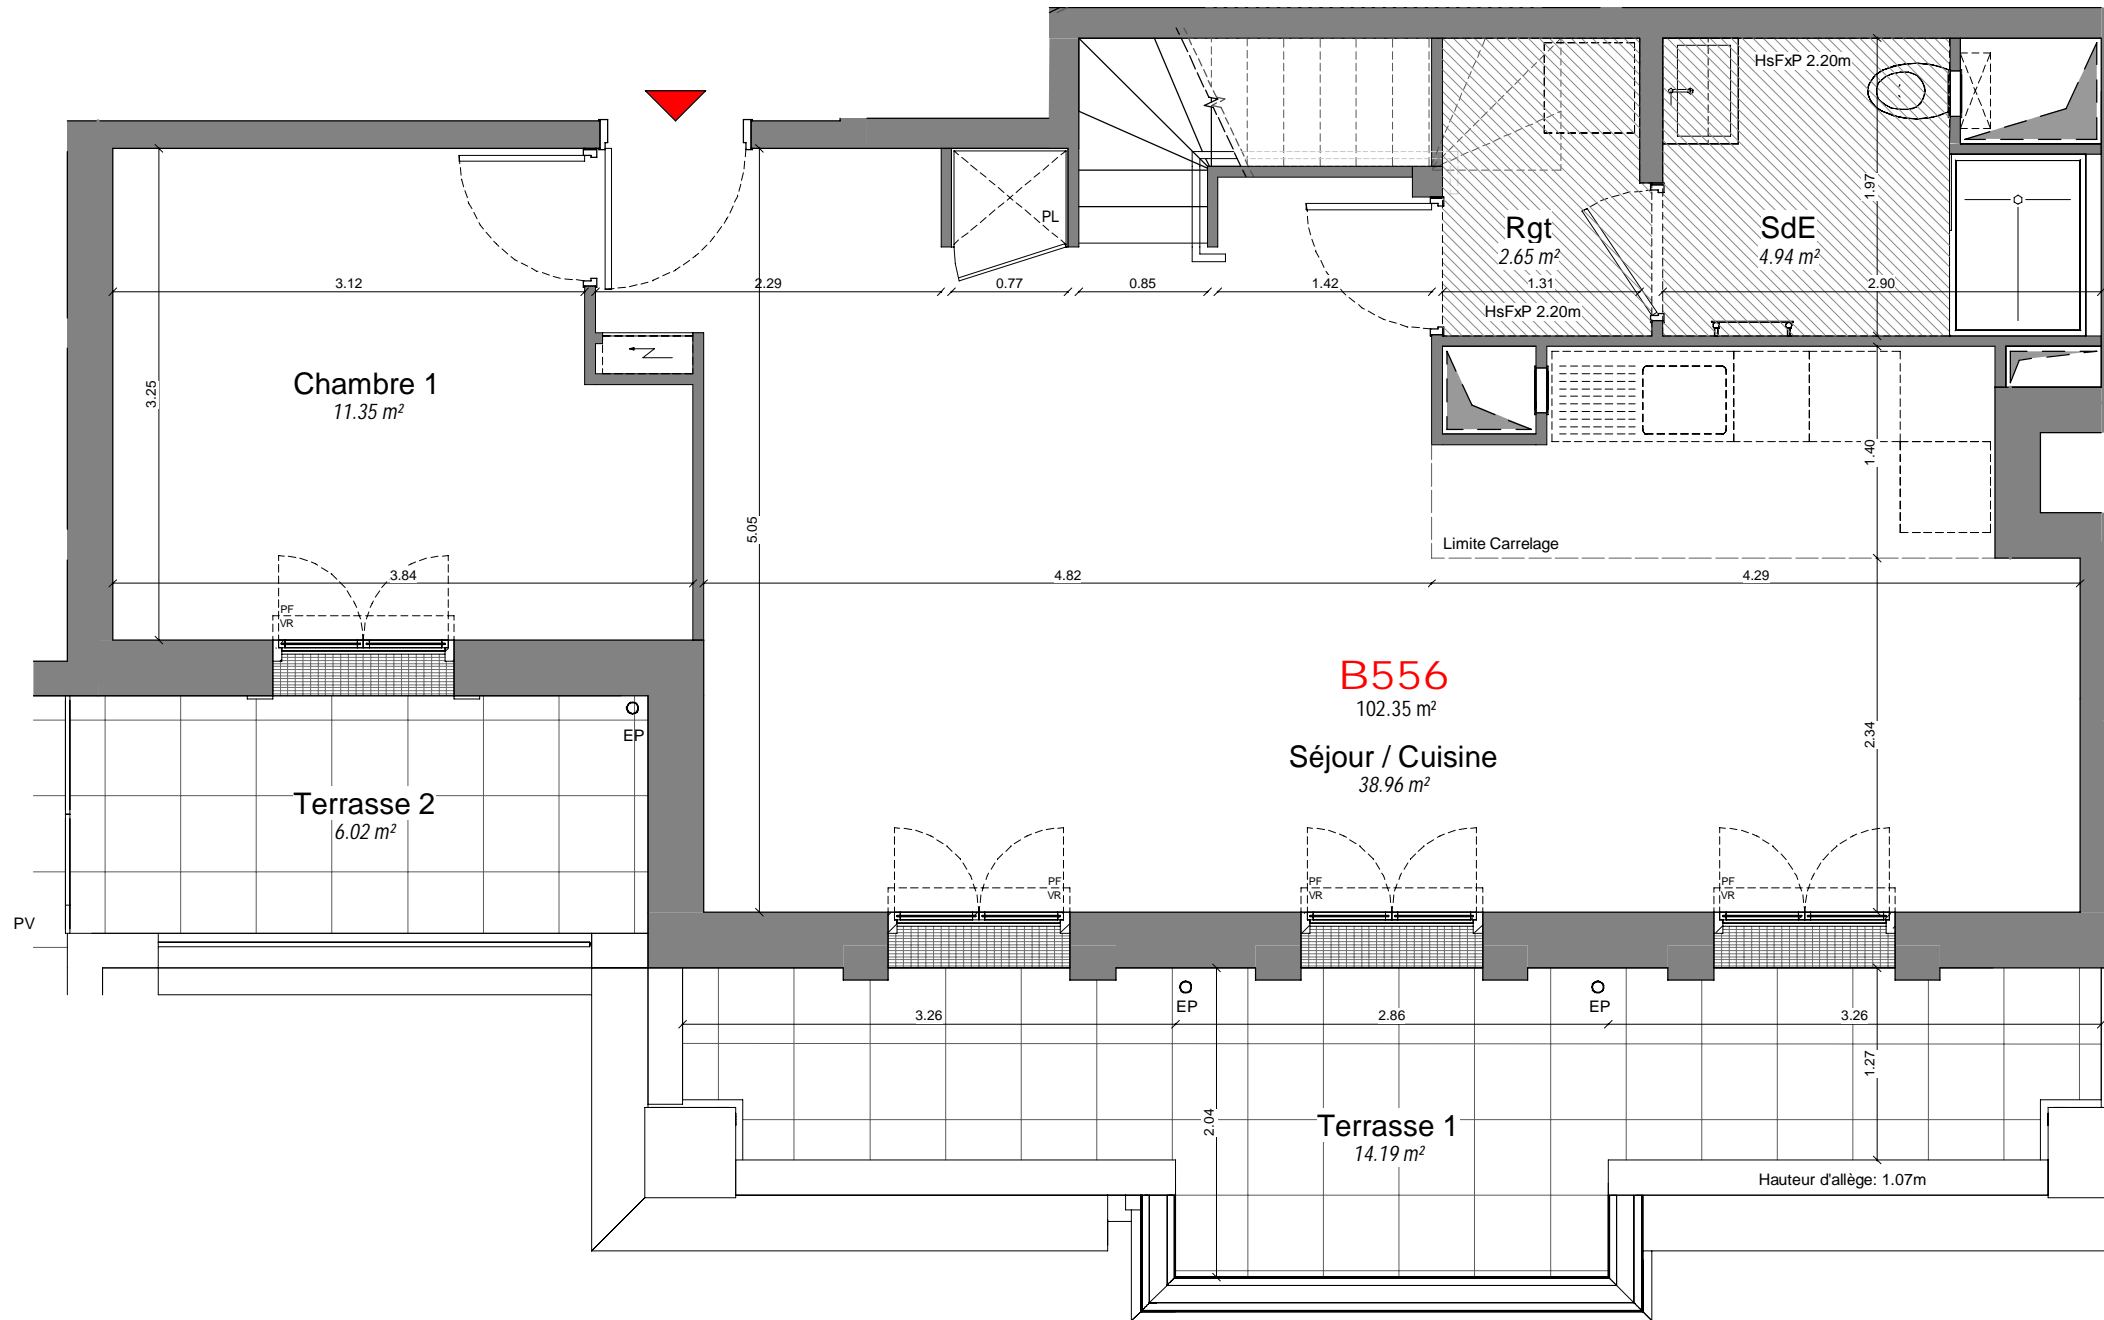 HsFxP 2.20m
PL
1.97
Rgt
2.65 m²
SdE
4.94 m²
3.12
2.29
0.77
0.85
1.42
1.31
2.90
HsFxP 2.20m
Chambre 1
11.35 m²
3.25
1.40
5.05
Limite Carrelage
3.84
4.82
4.29
PF
VR
B556
102.35 m²
Séjour / Cuisine
38.96 m²
2.34
EP
Terrasse 2
6.02 m²
PF
VR
PF
VR
PF
VR
PV
EP
EP
3.26
2.86
3.26
1.27
2.04
Terrasse 1
14.19 m²
Hauteur d'allège: 1.07m